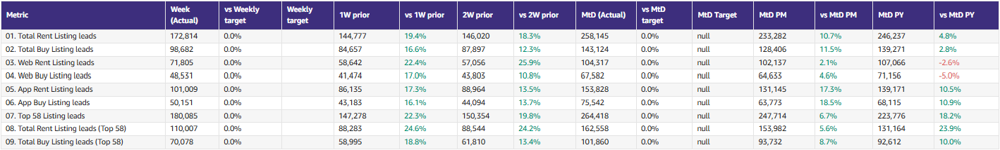 Metric Week (Actual) vs Weekly target Weekly target 1W prior vs 1W prior 2W prior vs 2W prior MtD (Actual) vs MtD target MtD Target MtD PM vs MtD PM MtD PY vs MtD PY
01. Total Rent Listing leads 172,814 0.0% 144,777 19.4% 146,020 18.3% 258,145 0.0% null 233,282 10.7% 246,237 4.8%
02. Total Buy Listing leads 98,682 0.0% 84,657 16.6% 87,897 12.3% 143,124 0.0% null 128,406 11.5% 139,271 2.8%
03. Web Rent Listing leads 71,805 0.0% 58,642 22.4% 57,056 25.9% 104,317 0.0% null 102,137 2.1% 107,066 -2.6%
04. Web Buy Listing leads 48,531 0.0% 41,474 17.0% 43,803 10.8% 67,582 0.0% null 64,633 4.6% 71,156 -5.0%
05. App Rent Listing leads 101,009 0.0% 86,135 17.3% 88,964 13.5% 153,828 0.0% null 131,145 17.3% 139,171 10.5%
06. App Buy Listing leads 50,151 0.0% 43,183 16.1% 44,094 13.7% 75,542 0.0% null 63,773 18.5% 68,115 10.9%
07. Top 58 Listing leads 180,085 0.0% 147,278 22.3% 150,354 19.8% 264,418 0.0% null 247,714 6.7% 223,776 18.2%
08. Total Rent Listing leads (Top 58) 110,007 0.0% 88,283 24.6% 88,544 24.2% 162,558 0.0% null 153,982 5.6% 131,164 23.9%
09. Total Buy Listing leads (Top 58) 70,078 0.0% 58,995 18.8% 61,810 13.4% 101,860 0.0% null 93,732 8.7% 92,612 10.0%